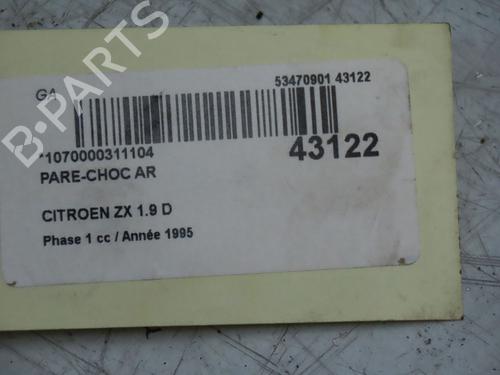 B-PARTS
GA
53470901 43122
*1070000311104
43122
PARE-CHOC AR
CITROEN ZX 1.9 D
Phase 1 cc / Année 1995